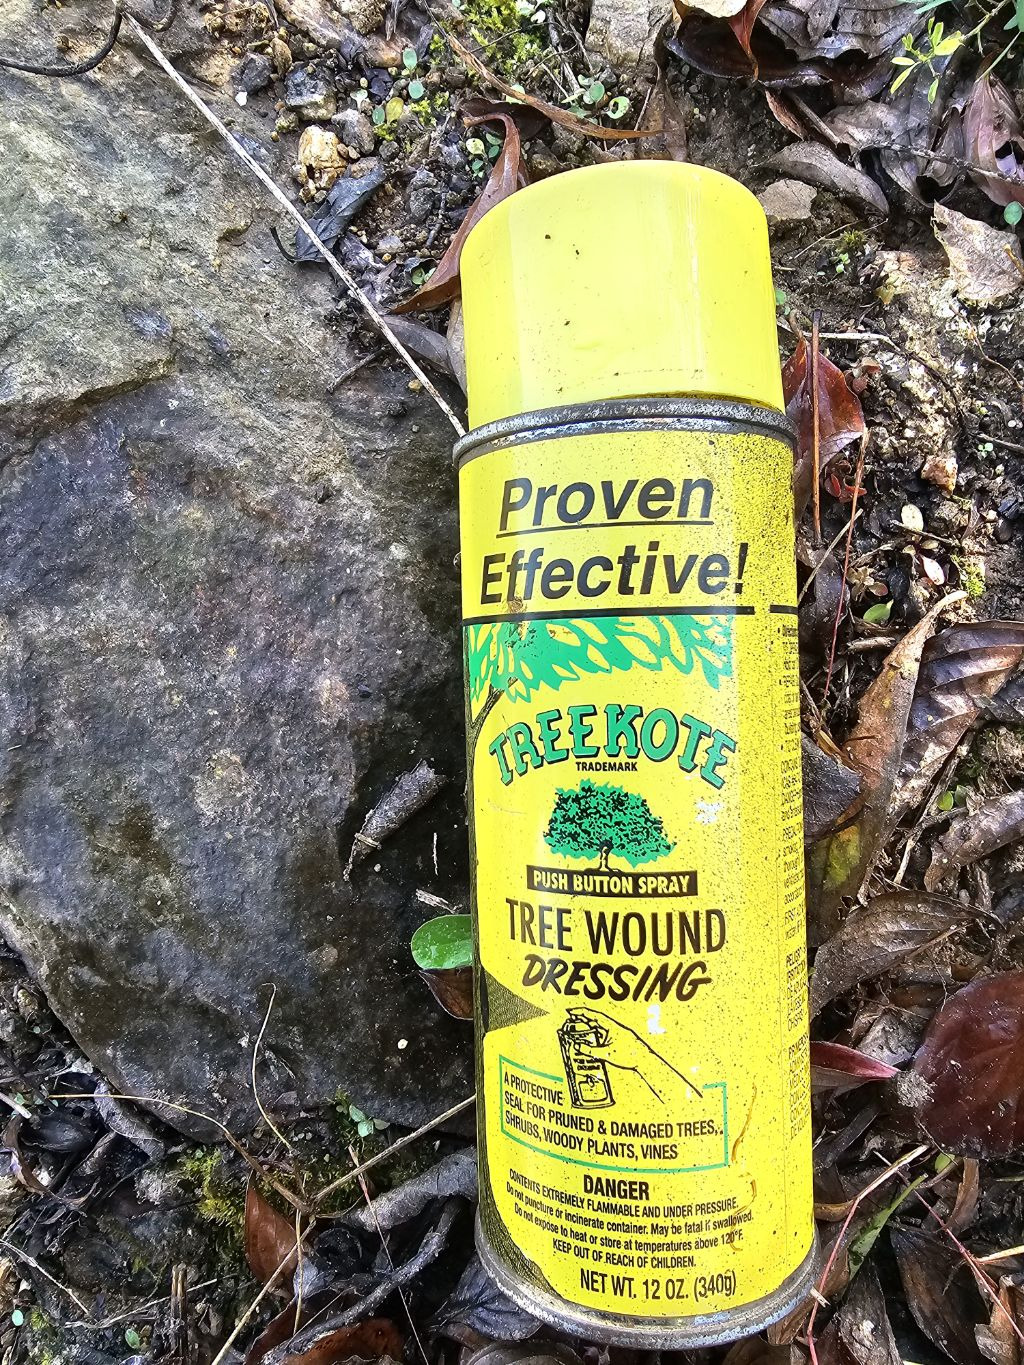 Proven
Effective!
TREEKOTE
TRADEMARK
PUSH BUTTON SPRAY
TREE WOUND
DRESSING
A PROTECTIVE
SEAL FOR PRUNED & DAMAGED TREES,
SHRUBS, WOODY PLANTS, VINES
DANGER
CONTENTS EXTREMELY FLAMMABLE AND UNDER PRESSURE.
Do not puncture or incinerate container. May be fatal if swallowed.
Do not expose to heat or store at temperatures above 120°F.
KEEP OUT OF REACH OF CHILDREN.
NET WT. 12 OZ. (340g)